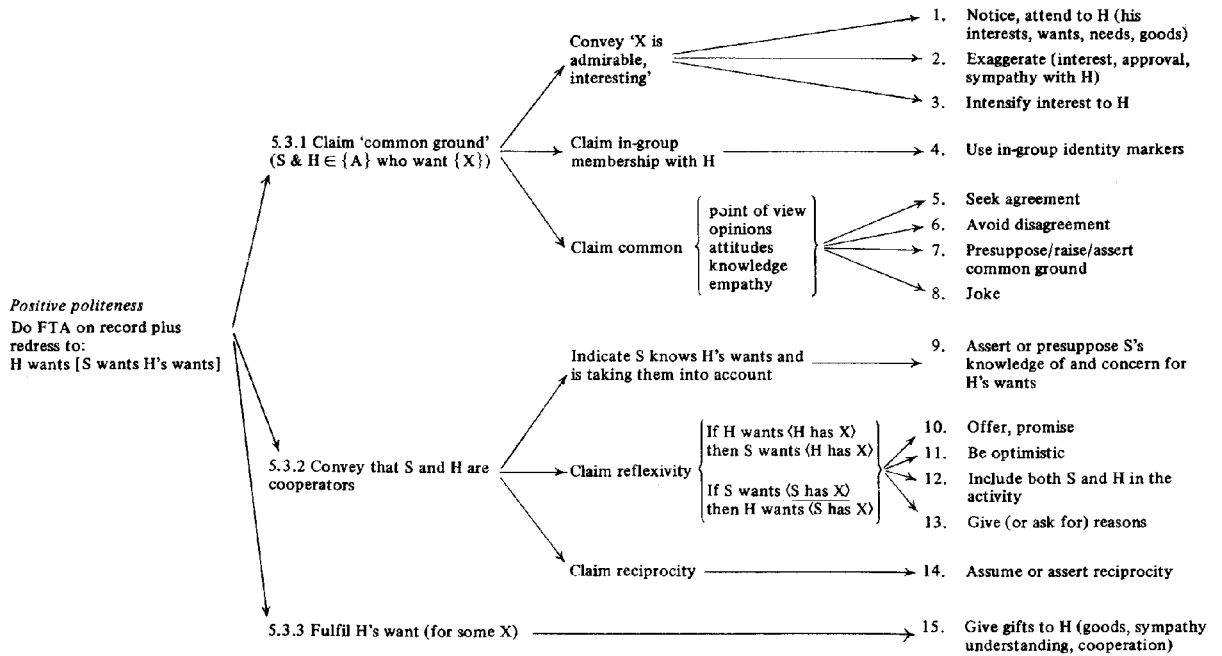 Positive politeness
Do FTA on record plus
redress to:
H wants [S wants H's wants]
5.3.1 Claim 'common ground'
(S & H ∈ {A} who want {X})
Convey 'X is
admirable,
interesting'
1. Notice, attend to H (his
interests, wants, needs, goods)
2. Exaggerate (interest, approval,
sympathy with H)
3. Intensify interest to H
Claim in-group
membership with H
4. Use in-group identity markers
Claim common
point of view
opinions
attitudes
knowledge
empathy
5. Seek agreement
6. Avoid disagreement
7. Presuppose/raise/assert
common ground
8. Joke
5.3.2 Convey that S and H are
cooperators
Indicate S knows H's wants and
is taking them into account
9. Assert or presuppose S's
knowledge of and concern for
H's wants
Claim reflexivity
If H wants ⟨H has X⟩
then S wants ⟨H has X⟩
If S wants ⟨S has X⟩
then H wants ⟨S has X⟩
10. Offer, promise
11. Be optimistic
12. Include both S and H in the
activity
13. Give (or ask for) reasons
Claim reciprocity
14. Assume or assert reciprocity
5.3.3 Fulfil H's want (for some X)
15. Give gifts to H (goods, sympathy
understanding, cooperation)